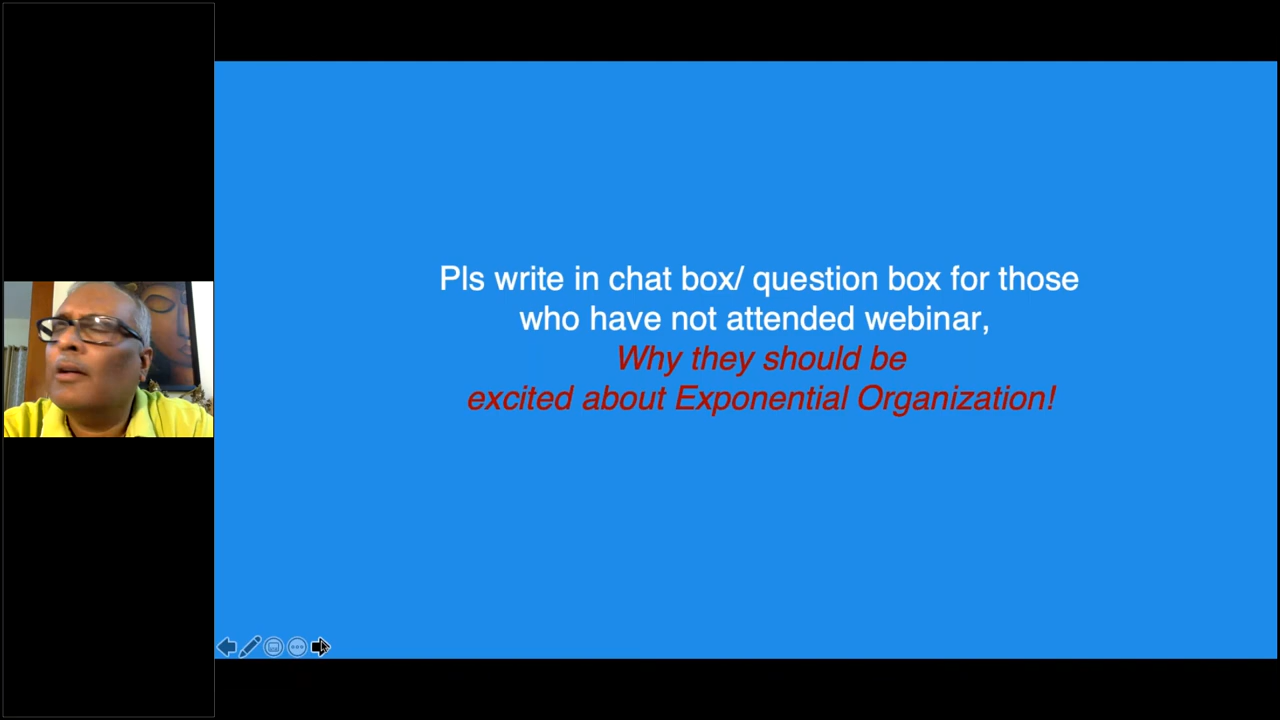 Pls write in chat box/ question box for those
who have not attended webinar,
Why they should be
excited about Exponential Organization!